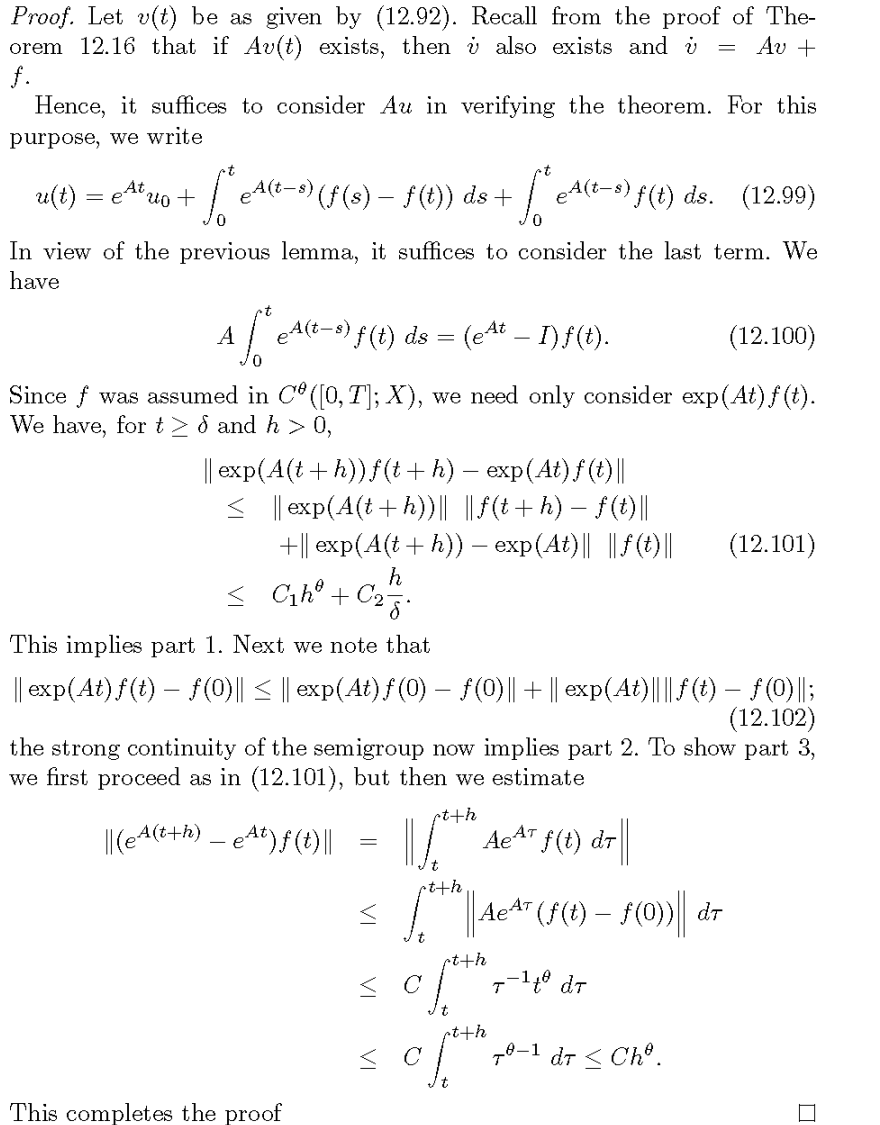 Proof. Let v(t) be as given by (12.92). Recall from the proof of The-
orem 12.16 that if Av(t) exists, then v̇ also exists and v̇ = Av +
f.
Hence, it suffices to consider Au in verifying the theorem. For this
purpose, we write
u(t) = e^{At}u_0 + ∫_0^t e^{A(t−s)}(f(s) − f(t)) ds + ∫_0^t e^{A(t−s)}f(t) ds. (12.99)
In view of the previous lemma, it suffices to consider the last term. We
have
A ∫_0^t e^{A(t−s)}f(t) ds = (e^{At} − I)f(t). (12.100)
Since f was assumed in C^θ([0, T]; X), we need only consider exp(At)f(t).
We have, for t ≥ δ and h > 0,
‖ exp(A(t + h))f(t + h) − exp(At)f(t)‖
≤ ‖ exp(A(t + h))‖ ‖f(t + h) − f(t)‖
+‖ exp(A(t + h)) − exp(At)‖ ‖f(t)‖ (12.101)
≤ C_1h^θ + C_2 \frac{h}{δ}.
This implies part 1. Next we note that
‖ exp(At)f(t) − f(0)‖ ≤ ‖ exp(At)f(0) − f(0)‖ + ‖ exp(At)‖‖f(t) − f(0)‖;
(12.102)
the strong continuity of the semigroup now implies part 2. To show part 3,
we first proceed as in (12.101), but then we estimate
‖(e^{A(t+h)} − e^{At})f(t)‖ = ‖∫_t^{t+h} Ae^{Aτ}f(t) dτ‖
≤ ∫_t^{t+h} ‖Ae^{Aτ}(f(t) − f(0))‖ dτ
≤ C ∫_t^{t+h} τ^{−1}t^θ dτ
≤ C ∫_t^{t+h} τ^{θ−1} dτ ≤ Ch^θ.
This completes the proof □